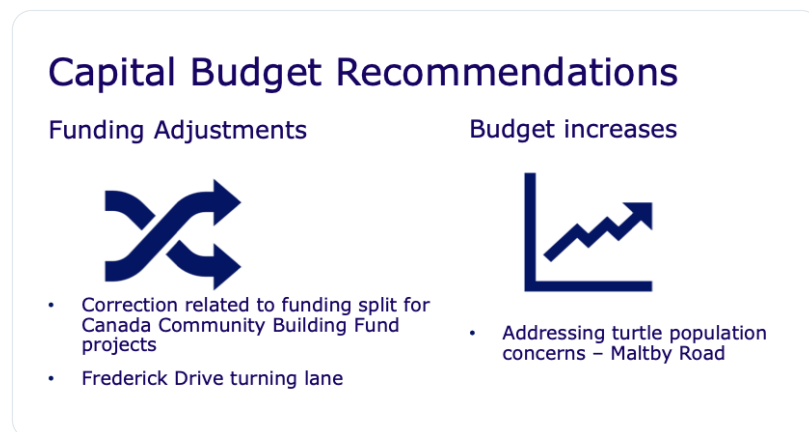 Capital Budget Recommendations
Funding Adjustments
• Correction related to funding split for
Canada Community Building Fund
projects
• Frederick Drive turning lane
Budget increases
• Addressing turtle population
concerns – Maltby Road